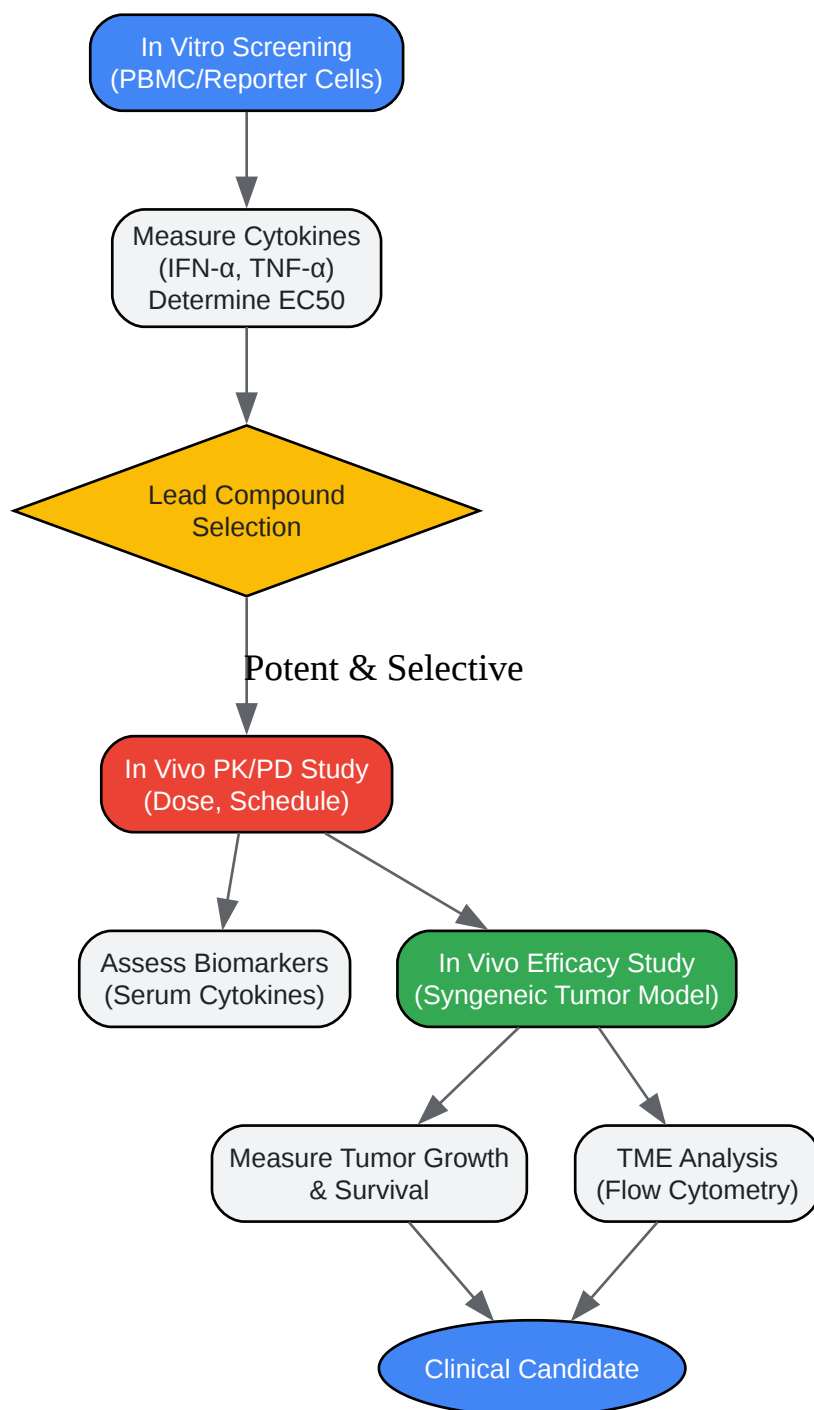 In Vitro Screening
(PBMC/Reporter Cells)
Measure Cytokines
(IFN-α, TNF-α)
Determine EC50
Lead Compound
Selection
Potent & Selective
In Vivo PK/PD Study
(Dose, Schedule)
Assess Biomarkers
(Serum Cytokines)
In Vivo Efficacy Study
(Syngeneic Tumor Model)
Measure Tumor Growth
& Survival
TME Analysis
(Flow Cytometry)
Clinical Candidate